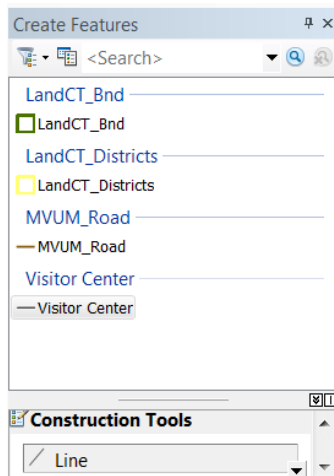 Create Features
<Search>
LandCT_Bnd
LandCT_Bnd
LandCT_Districts
LandCT_Districts
MVUM_Road
MVUM_Road
Visitor Center
Visitor Center
Construction Tools
Line